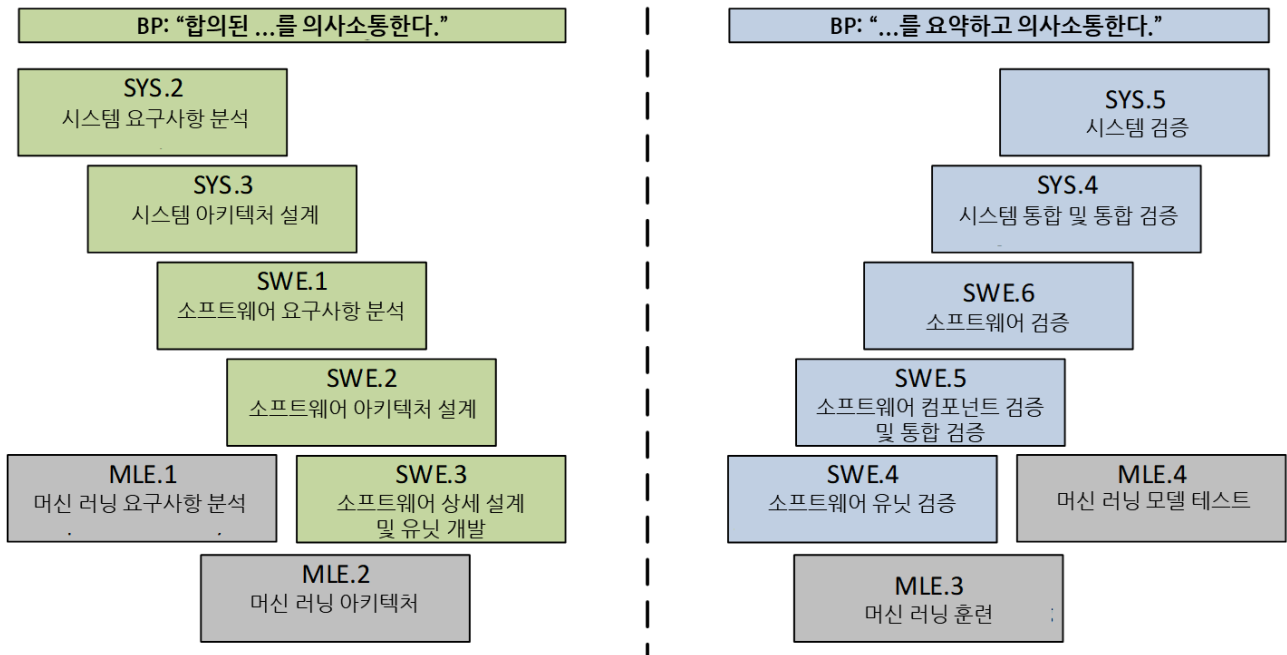 BP: “합의된 ...를 의사소통한다.”
SYS.2
시스템 요구사항 분석
SYS.3
시스템 아키텍처 설계
SWE.1
소프트웨어 요구사항 분석
SWE.2
소프트웨어 아키텍처 설계
MLE.1
머신 러닝 요구사항 분석
SWE.3
소프트웨어 상세 설계
및 유닛 개발
MLE.2
머신 러닝 아키텍처
BP: “...를 요약하고 의사소통한다.”
SYS.5
시스템 검증
SYS.4
시스템 통합 및 통합 검증
SWE.6
소프트웨어 검증
SWE.5
소프트웨어 컴포넌트 검증
및 통합 검증
SWE.4
소프트웨어 유닛 검증
MLE.4
머신 러닝 모델 테스트
MLE.3
머신 러닝 훈련